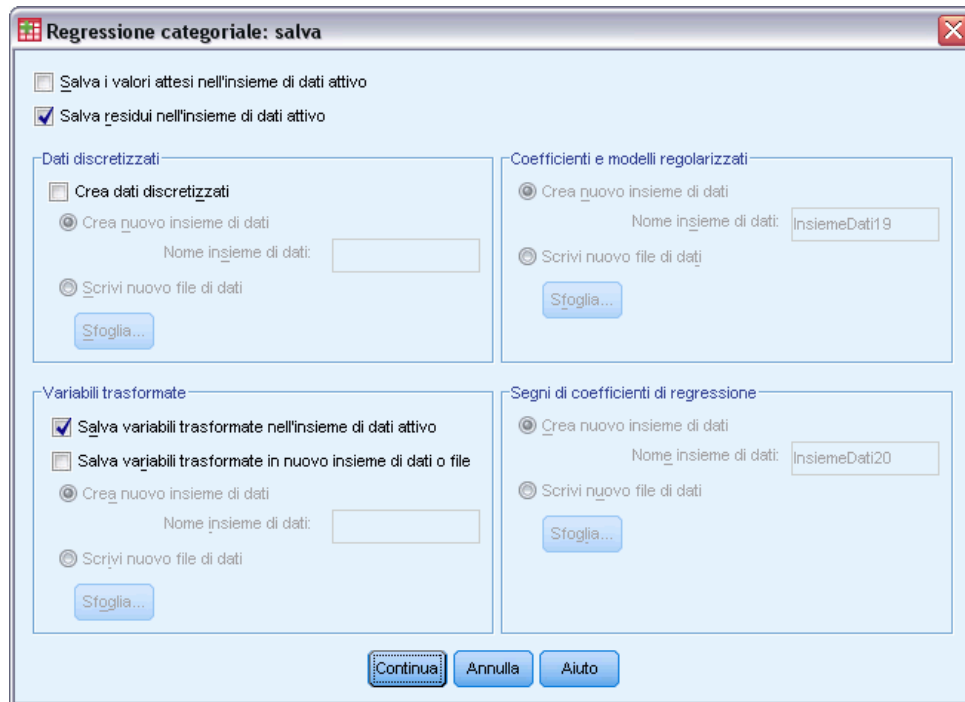 Regressione categoriale: salva
Salva i valori attesi nell'insieme di dati attivo
Salva residui nell'insieme di dati attivo
Dati discretizzati
Crea dati discretizzati
Crea nuovo insieme di dati
Nome insieme di dati:
Scrivi nuovo file di dati
Sfoglia...
Coefficienti e modelli regolarizzati
Crea nuovo insieme di dati
Nome insieme di dati: InsiemeDati19
Scrivi nuovo file di dati
Sfoglia...
Variabili trasformate
Salva variabili trasformate nell'insieme di dati attivo
Salva variabili trasformate in nuovo insieme di dati o file
Crea nuovo insieme di dati
Nome insieme di dati:
Scrivi nuovo file di dati
Sfoglia...
Segni di coefficienti di regressione
Crea nuovo insieme di dati
Nome insieme di dati: InsiemeDati20
Scrivi nuovo file di dati
Sfoglia...
Continua Annulla Aiuto